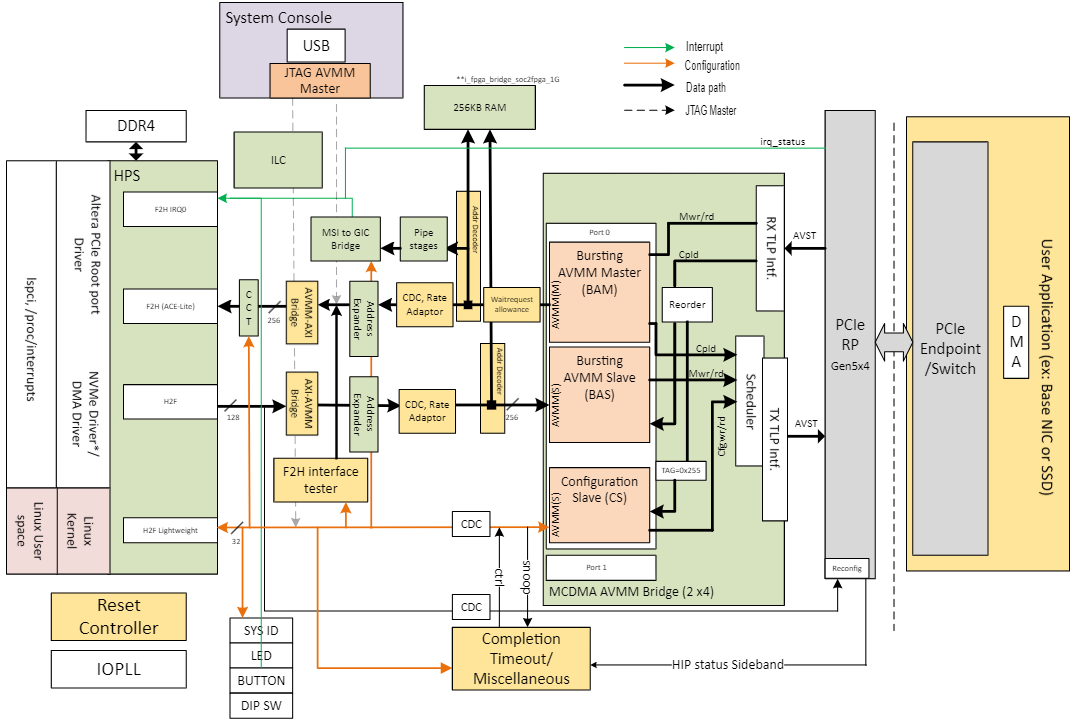 System Console
USB
JTAG AVMM
Master
Interrupt
Configuration
Data path
JTAG Master
**i_fpga_bridge_soc2fpga_1G
256KB RAM
DDR4
ILC
irq_status
HPS
F2H IRQ0
F2H (ACE-Lite)
H2F
H2F Lightweight
lspci, /proc/interrupts
Altera PCIe Root port
Driver
NVMe Driver*/
DMA Driver
Linux User
space
Linux
Kernel
MSI to GIC
Bridge
Pipe
stages
Addr Decoder
CCT
256
AVMM-AXI
Bridge
Address
Expander
CDC, Rate
Adaptor
Waitrequest
allowance
128
AXI-AVMM
Bridge
Address
Expander
CDC, Rate
Adaptor
Addr Decoder
256
F2H interface
tester
32
CDC
CDC
ctrl
snoop
Port 0
AVMM(M)
Bursting
AVMM Master
(BAM)
AVMM(S)
Bursting
AVMM Slave
(BAS)
AVMM(S)
Configuration
Slave (CS)
Port 1
MCDMA AVMM Bridge (2 x4)
Mwr/rd
Cpld
Reorder
Cpld
Mwr/rd
Cfgwr/rd
TAG=0x255
Scheduler
RX TLP Intf.
TX TLP Intf.
AVST
AVST
PCIe
RP
Gen5x4
Reconfig
PCIe
Endpoint
/Switch
DMA
User Application (ex: Base NIC or SSD)
Reset
Controller
IOPLL
SYS ID
LED
BUTTON
DIP SW
Completion
Timeout/
Miscellaneous
HIP status Sideband